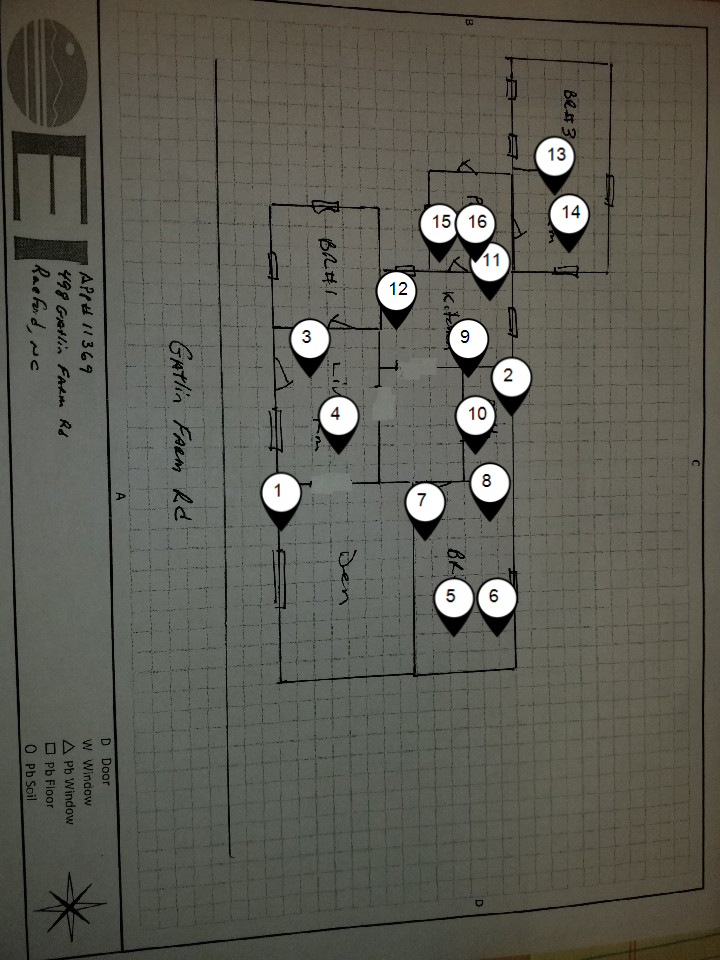 EI
App# 11369
498 Gatlin Farm Rd
Raeford, NC
Gatlin Farm Rd
A
B
C
D
BR#3
BR#1
Kitchen
Den
BR
1
2
3
4
5
6
7
8
9
10
11
12
13
14
15
16
D Door
W Window
△ Pb Window
□ Pb Floor
O Pb Soil